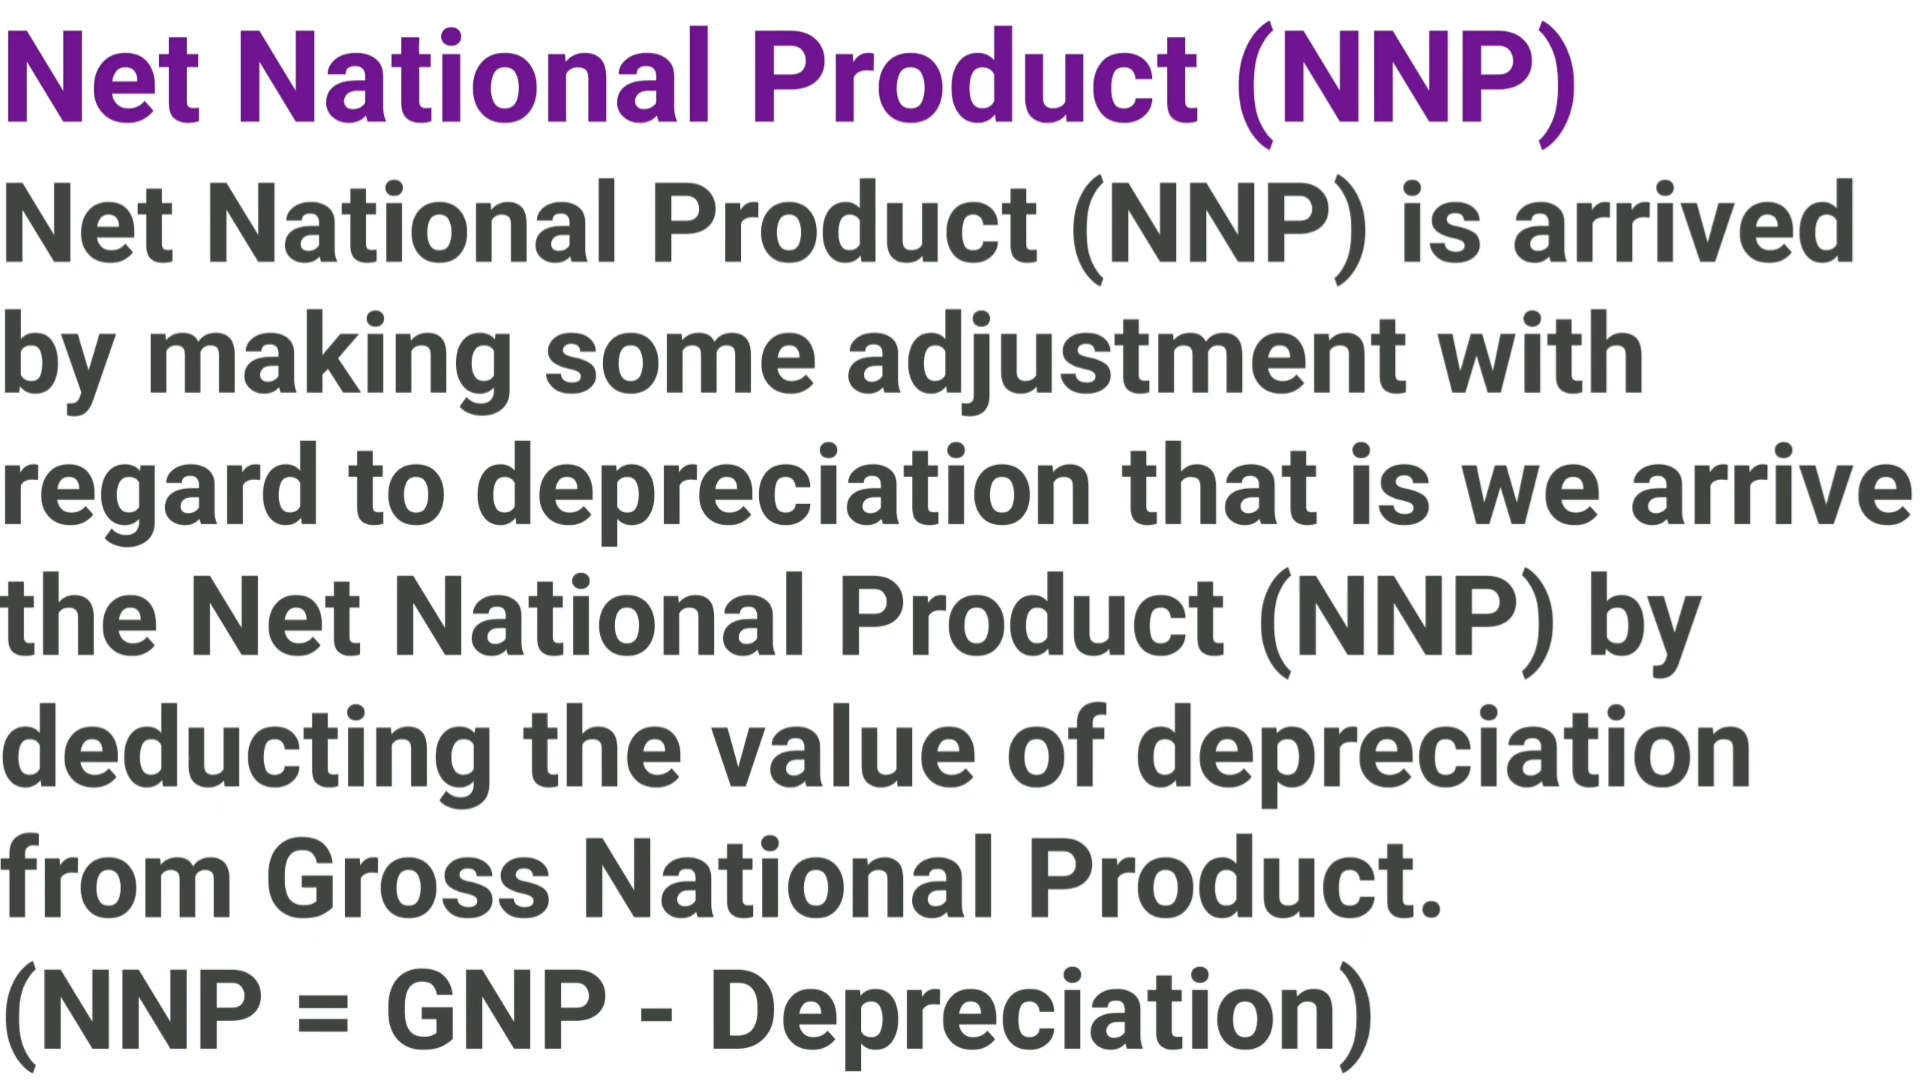 Net National Product (NNP)
Net National Product (NNP) is arrived
by making some adjustment with
regard to depreciation that is we arrive
the Net National Product (NNP) by
deducting the value of depreciation
from Gross National Product.
(NNP = GNP - Depreciation)